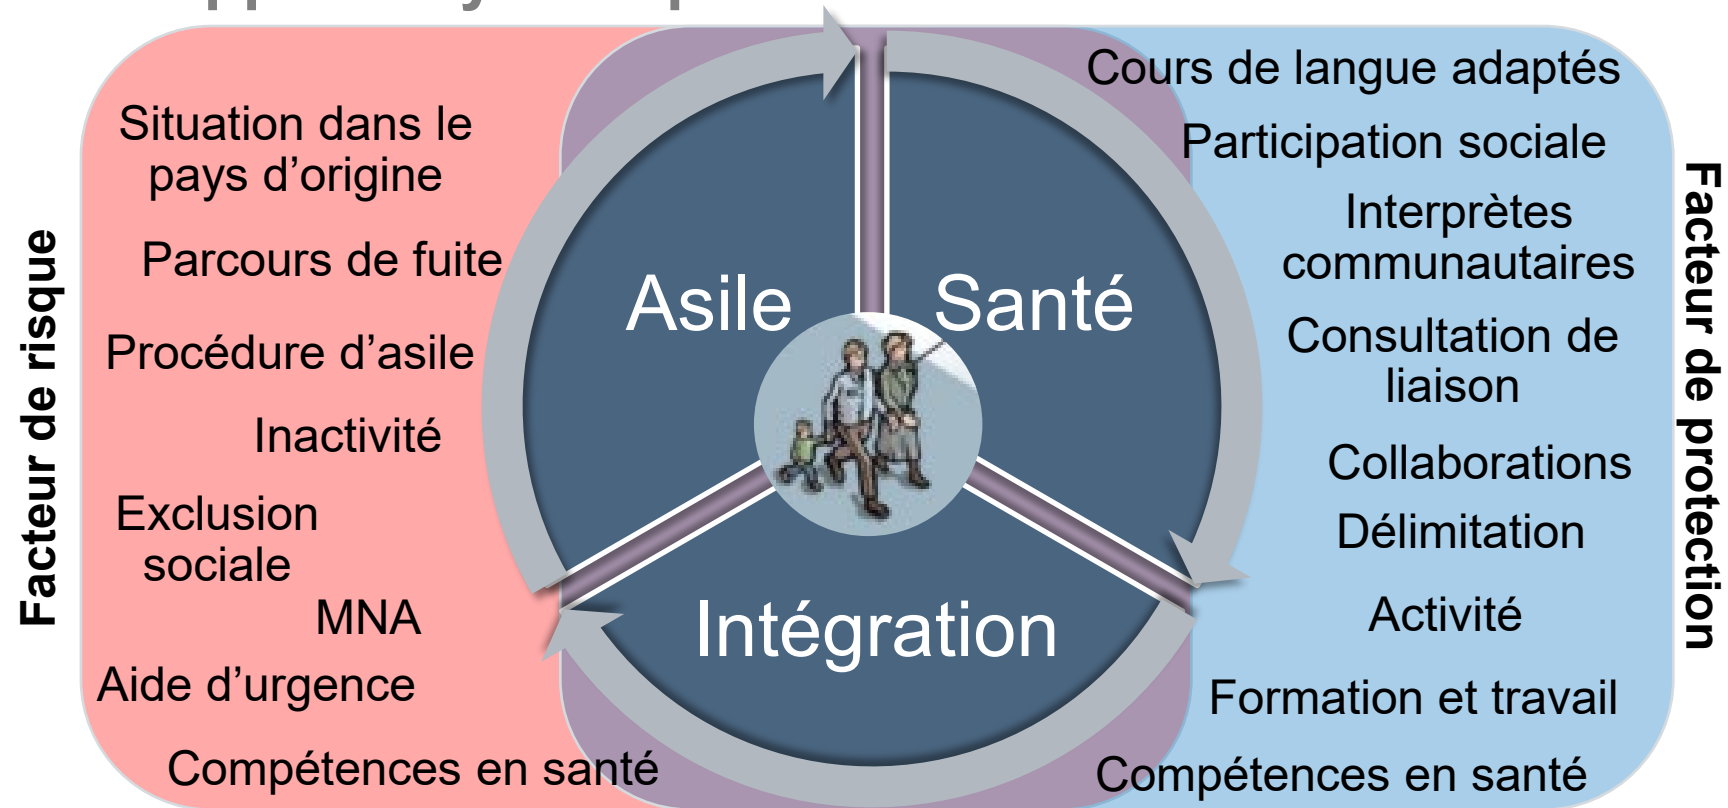 Facteur de risque
Situation dans le
pays d’origine
Parcours de fuite
Procédure d’asile
Inactivité
Exclusion
sociale
MNA
Aide d’urgence
Compétences en santé
Asile
Santé
Intégration
Cours de langue adaptés
Participation sociale
Interprètes
communautaires
Consultation de
liaison
Collaborations
Délimitation
Activité
Formation et travail
Compétences en santé
Facteur de protection